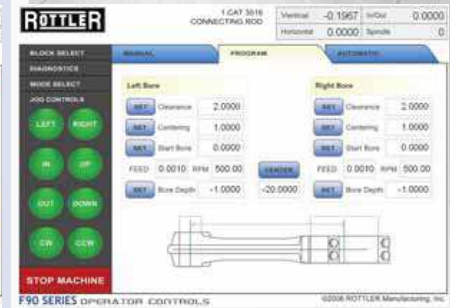 ROTTLER
1 CAT 3516
CONNECTING ROD
Vertical -0.1967 In/Out 0.0000
Horizontal 0.0000 Spindle 0
BLOCK SELECT
DIAGNOSTICS
MODE SELECT
JOG CONTROLS
LEFT RIGHT
IN UP
OUT DOWN
CW CCW
STOP MACHINE
MANUAL PROGRAM AUTOMATIC
Left Bore Right Bore
SET Clearance 2.0000 SET Clearance 2.0000
SET Centering 1.0000 SET Centering 1.0000
SET Start Bore 0.0000 SET Start Bore 0.0000
FEED 0.0010 RPM 500.00 CENTER FEED 0.0010 RPM 500.00
SET Bore Depth -1.0000 -20.0000 SET Bore Depth -1.0000
F90 SERIES OPERATOR CONTROLS ©2006 ROTTLER Manufacturing, Inc.